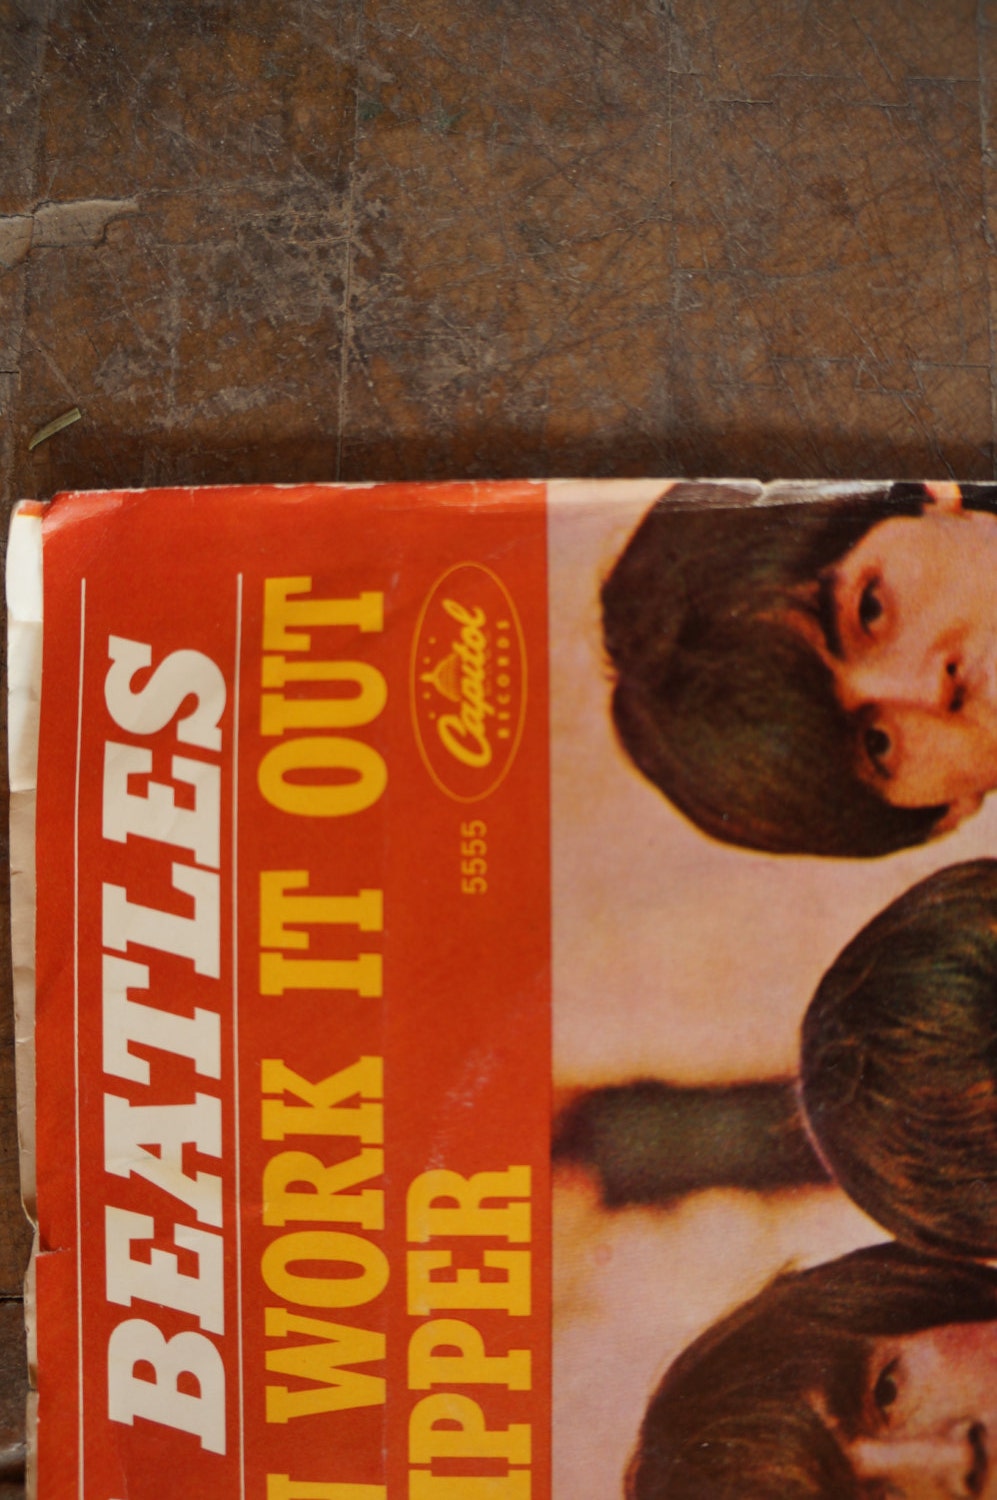 BEATLES
WORK IT OUT
IPPER
Capitol
RECORDS
5555